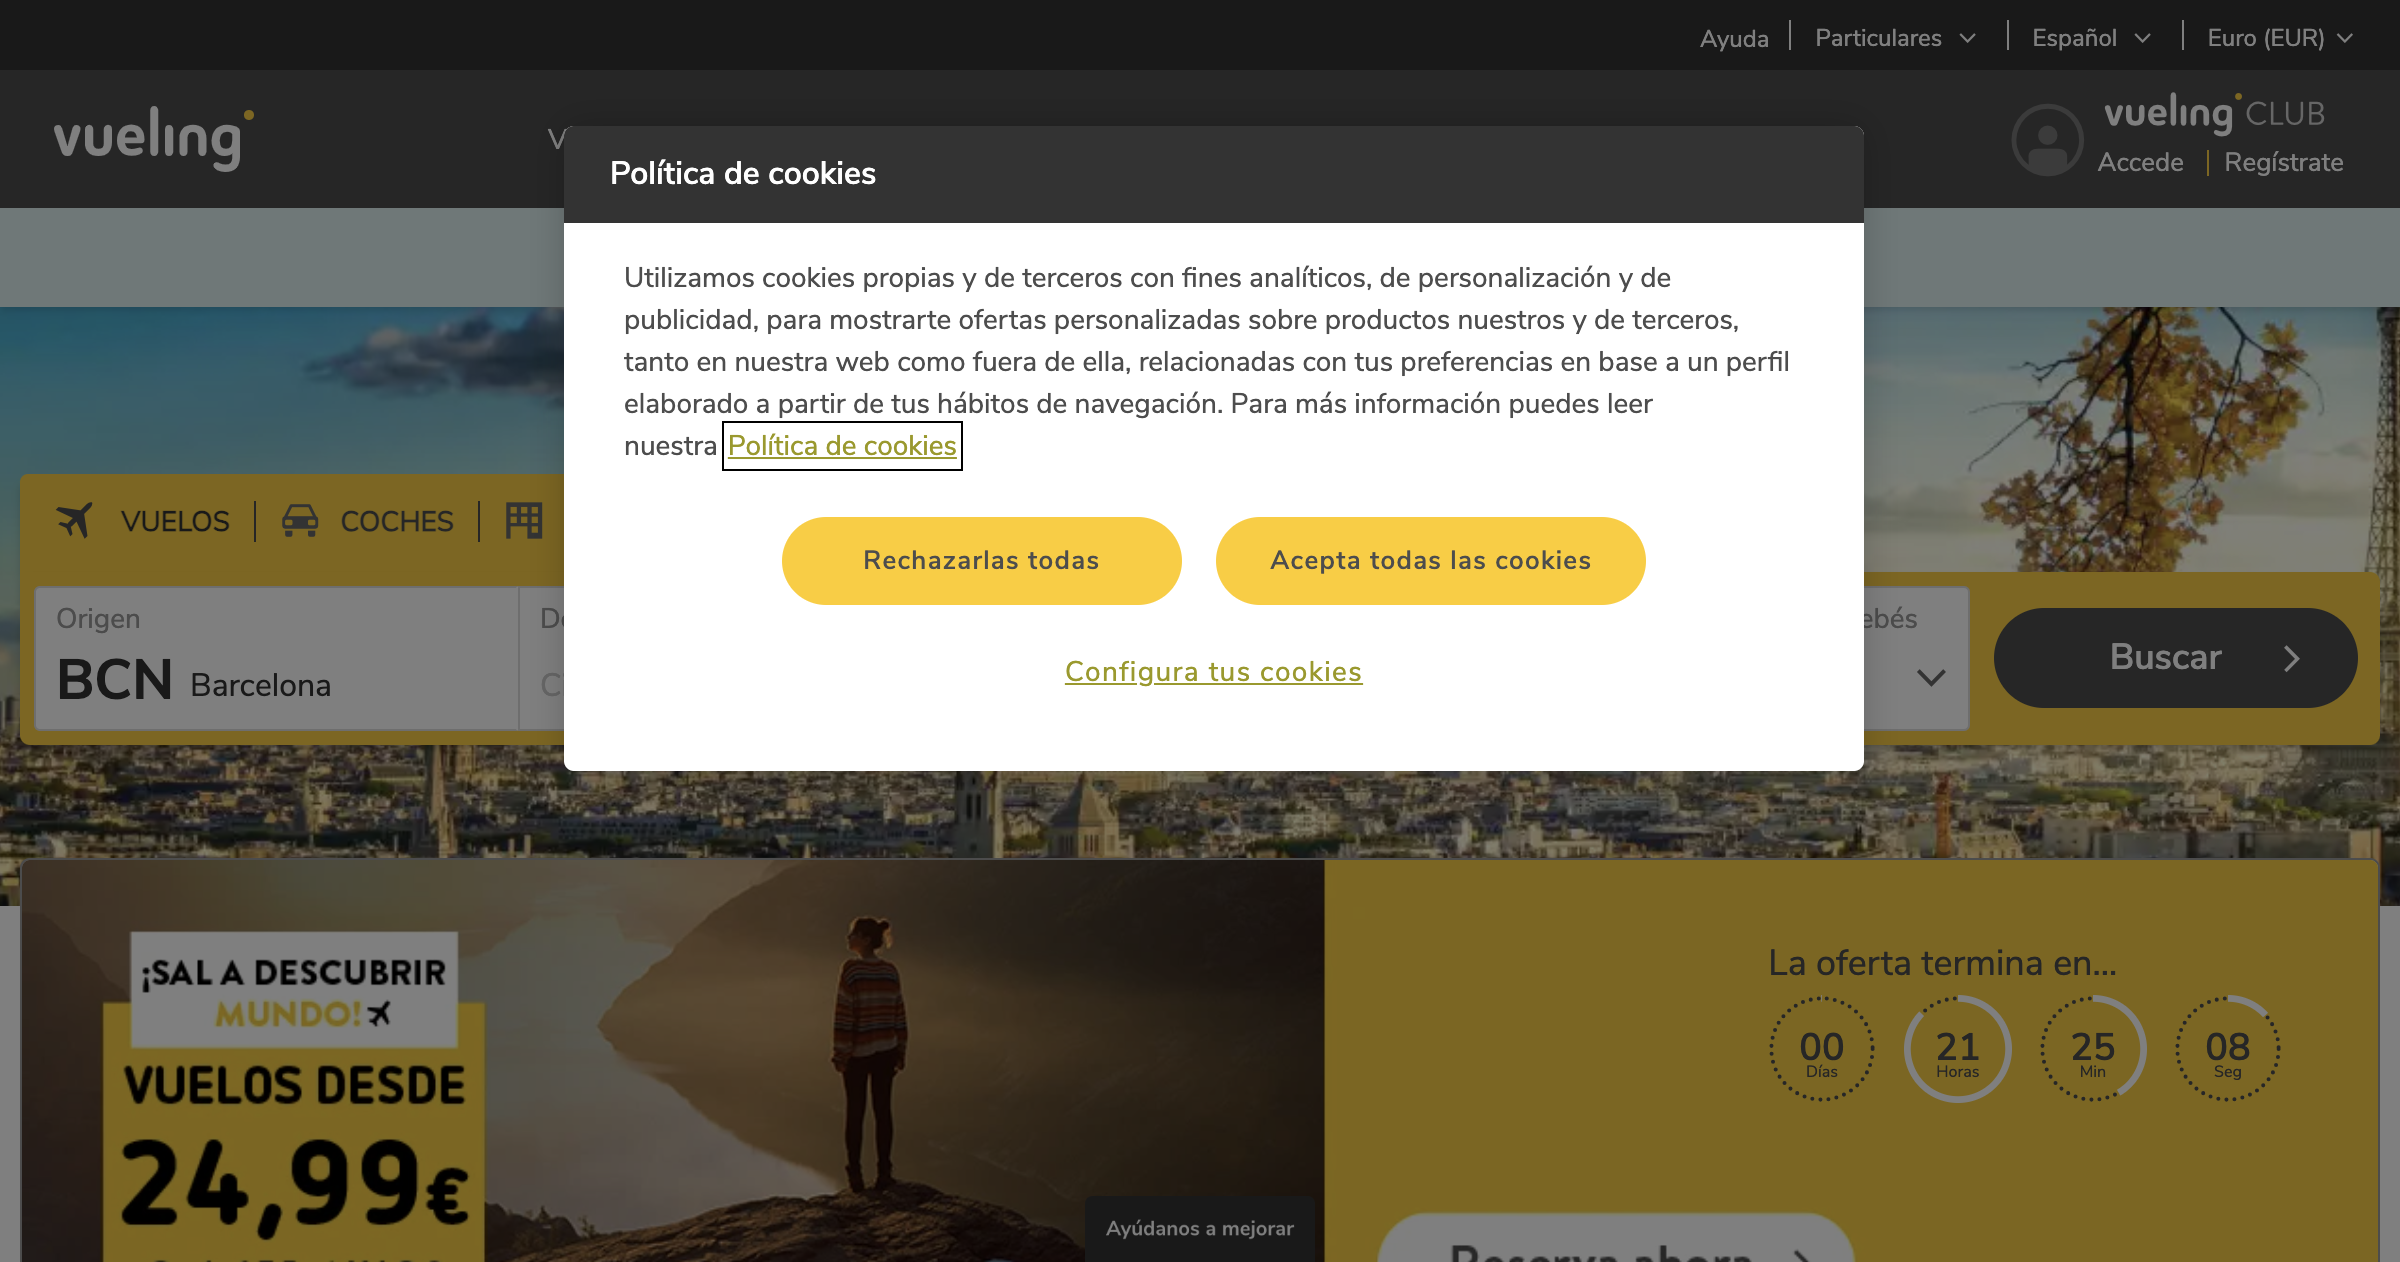 Ayuda
Particulares
Español
Euro (EUR)
vueling
vueling CLUB
Accede
Regístrate
Política de cookies
Utilizamos cookies propias y de terceros con fines analíticos, de personalización y de
publicidad, para mostrarte ofertas personalizadas sobre productos nuestros y de terceros,
tanto en nuestra web como fuera de ella, relacionadas con tus preferencias en base a un perfil
elaborado a partir de tus hábitos de navegación. Para más información puedes leer
nuestra Política de cookies
Rechazarlas todas
Acepta todas las cookies
Configura tus cookies
VUELOS
COCHES
Origen
BCN Barcelona
Buscar
¡SAL A DESCUBRIR
MUNDO!
VUELOS DESDE
24,99€
La oferta termina en...
00
Días
21
Horas
25
Min
08
Seg
Ayúdanos a mejorar
Reserva ahora